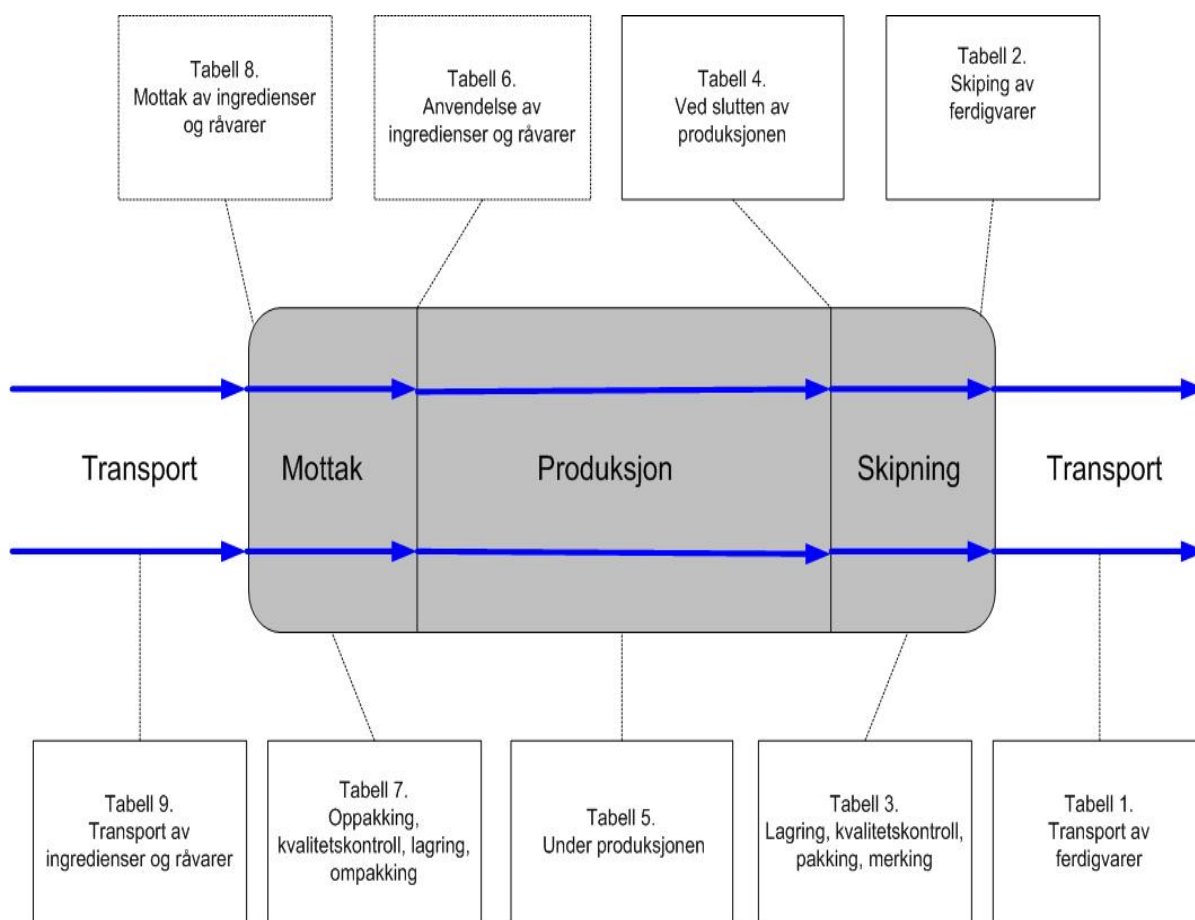 Tabell 8.
Mottak av ingredienser
og råvarer
Tabell 6.
Anvendelse av
ingredienser og råvarer
Tabell 4.
Ved slutten av
produksjonen
Tabell 2.
Skiping av
ferdigvarer
Transport
Mottak
Produksjon
Skipning
Transport
Tabell 9.
Transport av
ingredienser og råvarer
Tabell 7.
Oppakking,
kvalitetskontroll, lagring,
ompakking
Tabell 5.
Under produksjonen
Tabell 3.
Lagring, kvalitetskontroll,
pakking, merking
Tabell 1.
Transport av
ferdigvarer